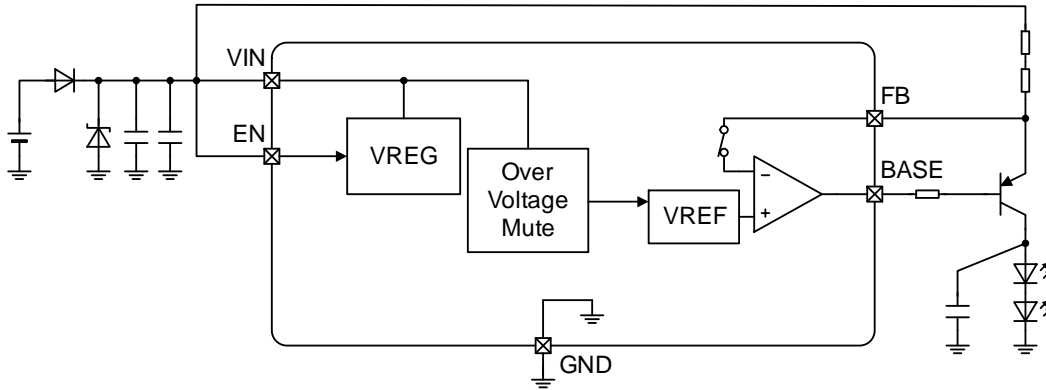 VIN
FB
EN
VREG
Over
Voltage
Mute
BASE
VREF
−
+
GND